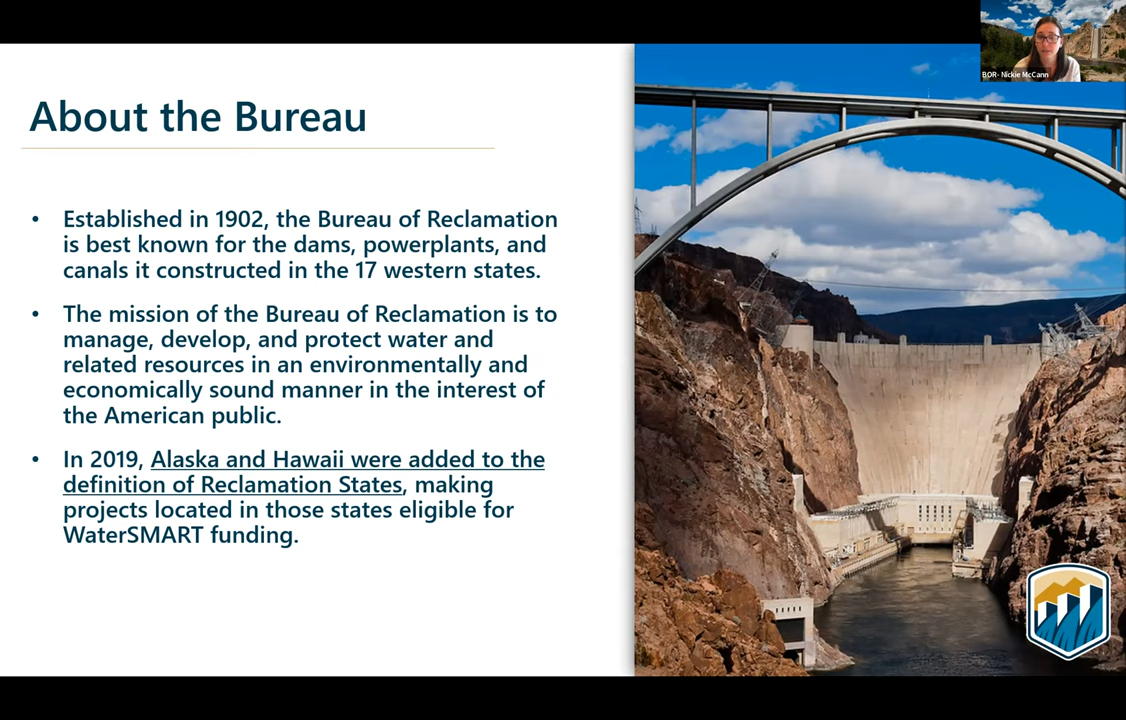 BOR- Nickie McCann
About the Bureau
• Established in 1902, the Bureau of Reclamation
is best known for the dams, powerplants, and
canals it constructed in the 17 western states.
• The mission of the Bureau of Reclamation is to
manage, develop, and protect water and
related resources in an environmentally and
economically sound manner in the interest of
the American public.
• In 2019, Alaska and Hawaii were added to the
definition of Reclamation States, making
projects located in those states eligible for
WaterSMART funding.